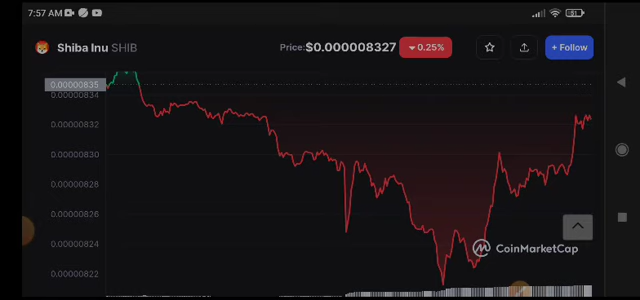 7:57 AM
51
Shiba Inu SHIB
Price: $0.000008327
0.25%
+ Follow
0.00000835
0.00000834
0.00000832
0.00000830
0.00000828
0.00000826
0.00000824
0.00000822
CoinMarketCap